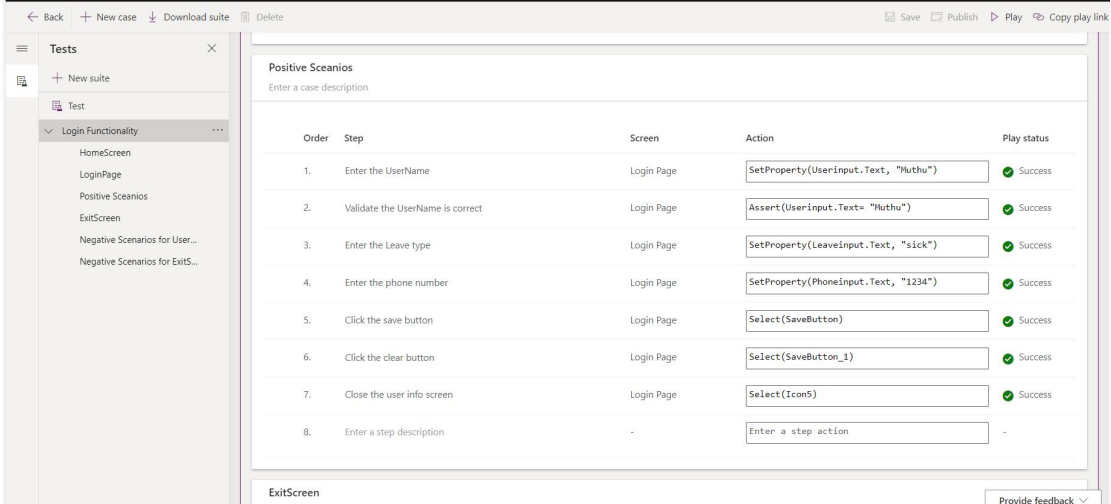 Back New case Download suite Delete Save Publish Play Copy play link
Tests
New suite
Test
Login Functionality
HomeScreen
LoginPage
Positive Sceanios
ExitScreen
Negative Scenarios for User...
Negative Scenarios for ExitS...
Positive Sceanios
Enter a case description
Order Step Screen Action Play status
1. Enter the UserName Login Page SetProperty(Userinput.Text, "Muthu") Success
2. Validate the UserName is correct Login Page Assert(Userinput.Text= "Muthu") Success
3. Enter the Leave type Login Page SetProperty(Leaveinput.Text, "sick") Success
4. Enter the phone number Login Page SetProperty(Phoneinput.Text, "1234") Success
5. Click the save button Login Page Select(SaveButton) Success
6. Click the clear button Login Page Select(SaveButton_1) Success
7. Close the user info screen Login Page Select(Icon5) Success
8. Enter a step description - Enter a step action -
ExitScreen
Provide feedback